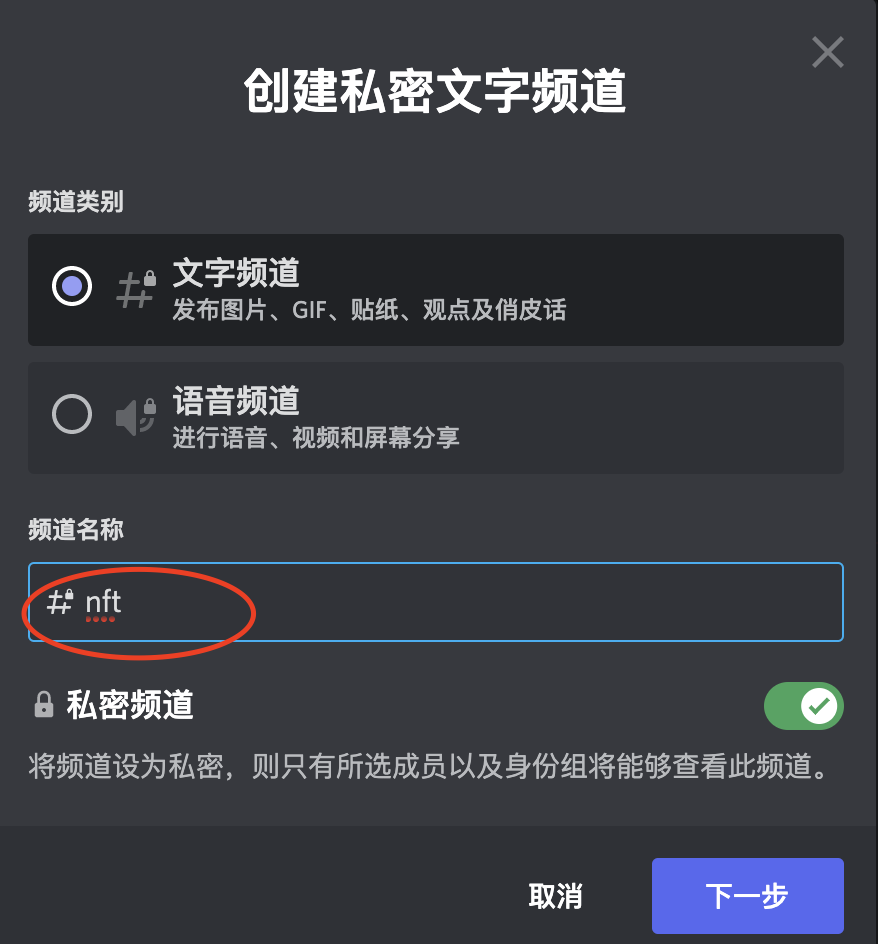 创建私密文字频道
频道类别
文字频道
发布图片、GIF、贴纸、观点及俏皮话
语音频道
进行语音、视频和屏幕分享
频道名称
# nft
私密频道
将频道设为私密，则只有所选成员以及身份组将能够查看此频道。
取消
下一步